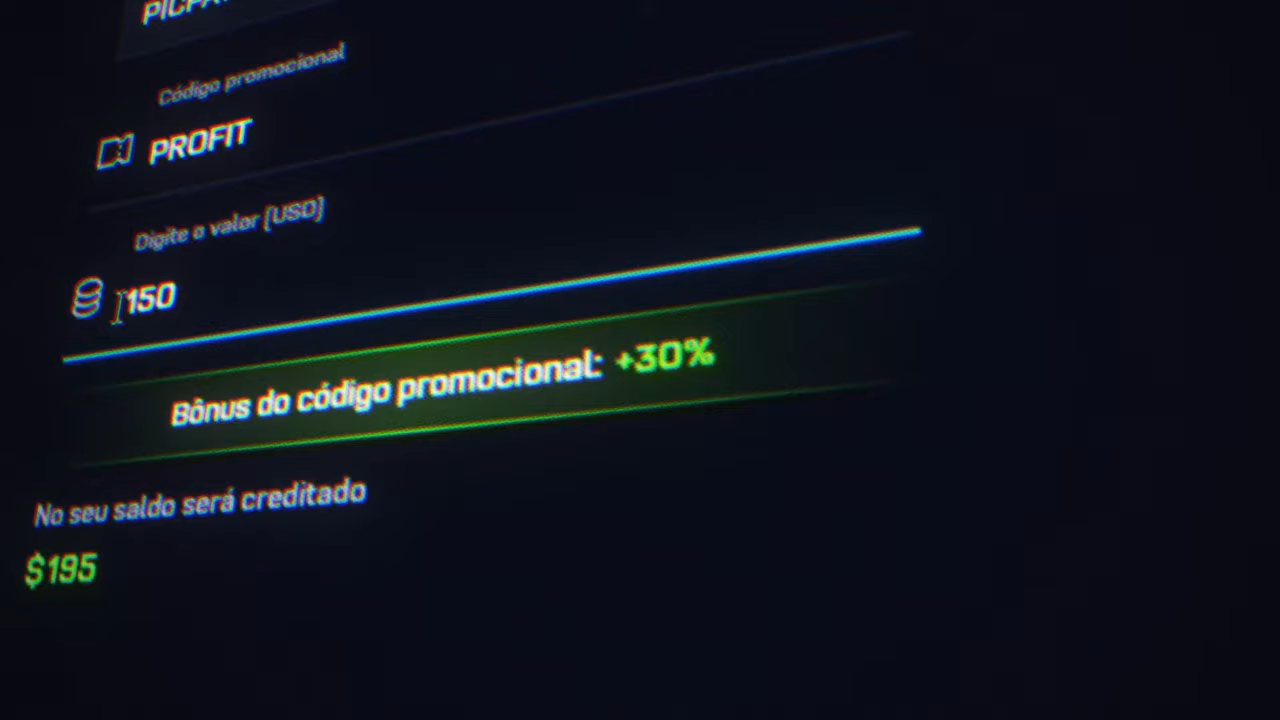 Código promocional
PROFIT
Digite o valor [USD]
150
Bônus do código promocional: +30%
No seu saldo será creditado
$195